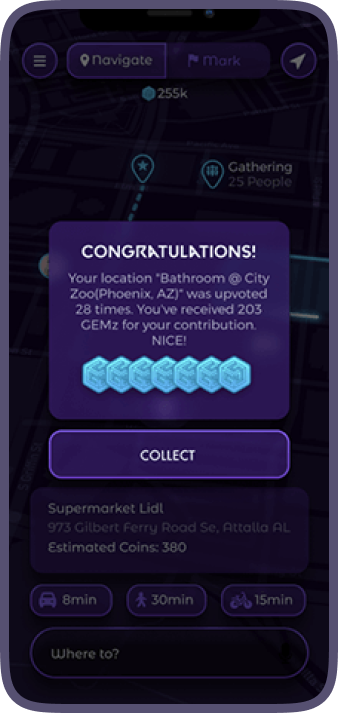 Navigate
Mark
255k
Gathering
25 People
CONGRATULATIONS!
Your location "Bathroom @ City
Zoo(Phoenix, AZ)" was upvoted
28 times. You've received 203
GEMz for your contribution.
NICE!
COLLECT
Supermarket Lidl
973 Gilbert Ferry Road Se, Attalla AL
Estimated Coins: 380
8min
30min
15min
Where to?